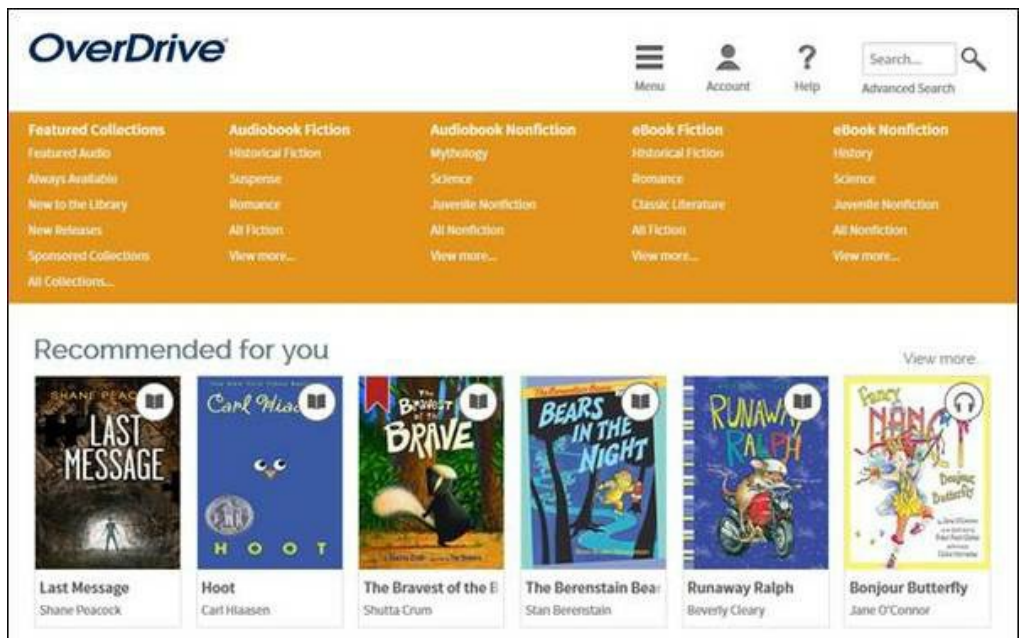 OverDrive
Menu
Account
Help
Search...
Advanced Search
Featured Collections
Featured Audio
Always Available
New to the Library
New Releases
Sponsored Collections
All Collections...
Audiobook Fiction
Historical Fiction
Suspense
Romance
All Fiction
View more...
Audiobook Nonfiction
Mythology
Science
Juvenile Nonfiction
All Nonfiction
View more...
eBook Fiction
Historical Fiction
Romance
Classic Literature
All Fiction
View more...
eBook Nonfiction
History
Science
Juvenile Nonfiction
All Nonfiction
View more...
Recommended for you
View more...
SHANE PEAC
LAST
MESSAGE
Last Message
Shane Peacock
Carl Hiaa
HOOT
Hoot
Carl Hiaasen
The
Bravest
of the
BRAVE
The Bravest of the B
Shutta Crum
BEARS
IN THE
NIGHT
The Berenstain Bear
Stan Berenstain
RUNAWAY
RALPH
Runaway Ralph
Beverly Cleary
Fancy
NANC
Bonjour
Butterfly
Bonjour Butterfly
Jane O'Connor